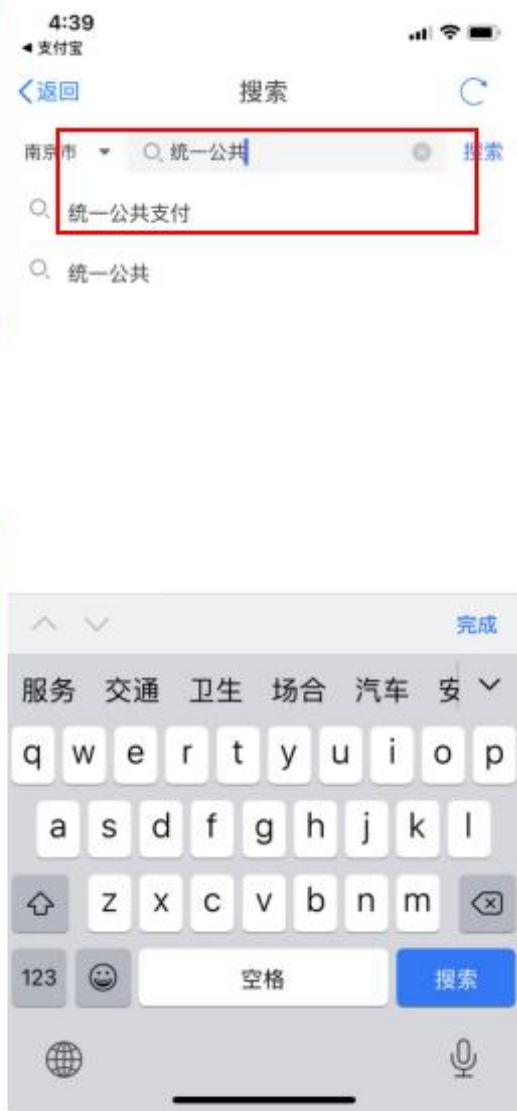 4:39
◀ 支付宝
返回 搜索
南京市 统一公共 搜索
统一公共支付
统一公共
完成
服务 交通 卫生 场合 汽车 安
q w e r t y u i o p
a s d f g h j k l
z x c v b n m
123 空格 搜索